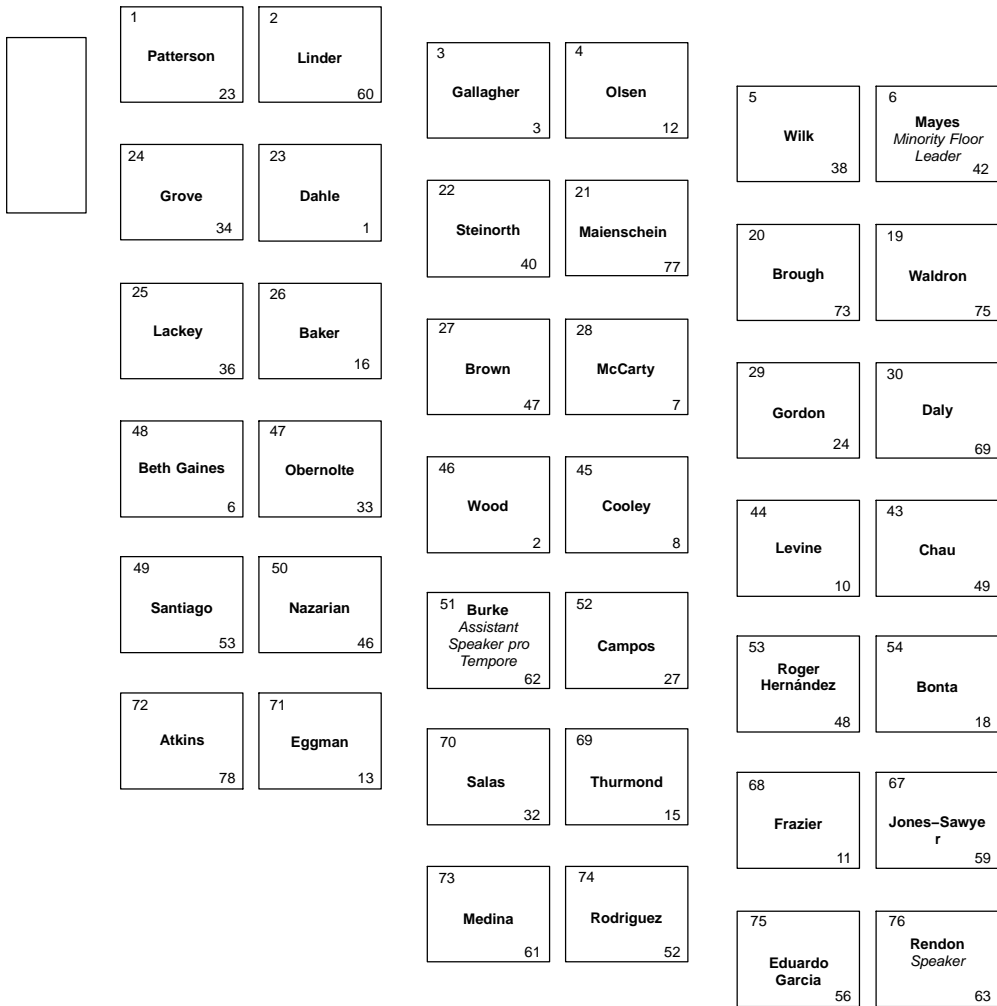 1
Patterson
23
2
Linder
60
3
Gallagher
3
4
Olsen
12
5
Wilk
38
6
Mayes
Minority Floor
Leader
42
24
Grove
34
23
Dahle
1
22
Steinorth
40
21
Maienschein
77
20
Brough
73
19
Waldron
75
25
Lackey
36
26
Baker
16
27
Brown
47
28
McCarty
7
29
Gordon
24
30
Daly
69
48
Beth Gaines
6
47
Obernolte
33
46
Wood
2
45
Cooley
8
44
Levine
10
43
Chau
49
49
Santiago
53
50
Nazarian
46
51 Burke
Assistant
Speaker pro
Tempore
62
52
Campos
27
53
Roger
Hernández
48
54
Bonta
18
72
Atkins
78
71
Eggman
13
70
Salas
32
69
Thurmond
15
68
Frazier
11
67
Jones−Sawye
r
59
73
Medina
61
74
Rodriguez
52
75
Eduardo
Garcia
56
76
Rendon
Speaker
63